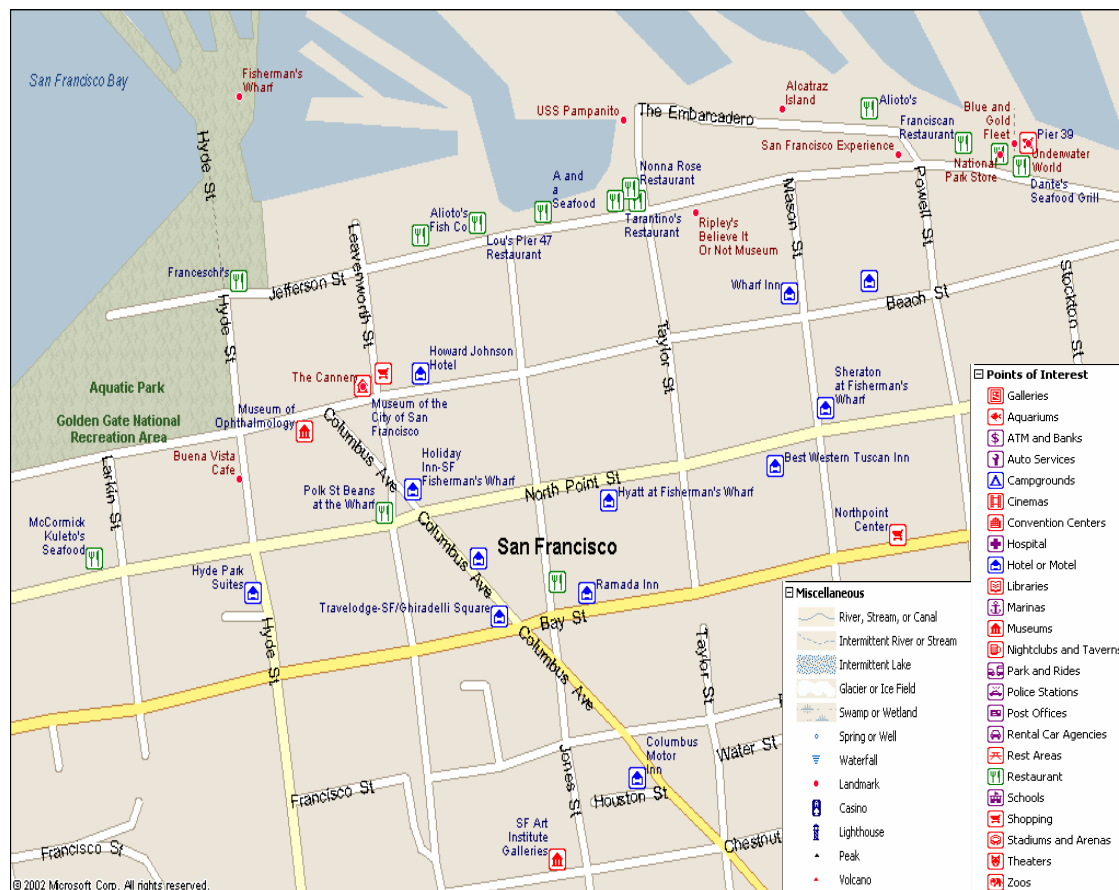 San Francisco Bay
Fisherman's
Wharf
Hyde St
USS Pampanito
The Embarcadero
Alcatraz
Island
Alioto's
Franciscan
Restaurant
Blue and
Gold
Fleet
Pier 39
San Francisco Experience
National
Park Store
Underwater
World
Dante's
Seafood Grill
Nonna Rose
Restaurant
A and
a
Seafood
Tarantino's
Restaurant
Ripley's
Believe It
Or Not Museum
Mason St
Powell St
Alioto's
Fish Co
Lou's Pier 47
Restaurant
Leavenworth St
Franceschi's
Jefferson St
Hyde St
Wharf Inn
Beach St
Stockton St
Taylor St
Howard Johnson
Hotel
The Cannery
Aquatic Park
Golden Gate National
Recreation Area
Museum of
Ophthalmology
Museum of the
City of San
Francisco
Columbus Ave
Sheraton
at Fisherman's
Wharf
Buena Vista
Cafe
Larkin St
Holiday
Inn-SF
Fisherman's Wharf
Polk St Beans
at the Wharf
North Point St
Best Western Tuscan Inn
Hyatt at Fisherman's Wharf
Northpoint
Center
McCormick
Kuleto's
Seafood
Columbus Ave
San Francisco
Hyde Park
Suites
Ramada Inn
Travelodge-SF/Ghiradelli Square
Bay St
Hyde St
Columbus Ave
Taylor St
Water St
Columbus
Motor
Inn
Jones St
Houston St
Francisco St
Francisco St
SF Art
Institute
Galleries
Chestnut
© 2002 Microsoft Corp. All rights reserved.
Miscellaneous
River, Stream, or Canal
Intermittent River or Stream
Intermittent Lake
Glacier or Ice Field
Swamp or Wetland
Spring or Well
Waterfall
Landmark
Casino
Lighthouse
Peak
Volcano
Points of Interest
Galleries
Aquariums
ATM and Banks
Auto Services
Campgrounds
Cinemas
Convention Centers
Hospital
Hotel or Motel
Libraries
Marinas
Museums
Nightclubs and Taverns
Park and Rides
Police Stations
Post Offices
Rental Car Agencies
Rest Areas
Restaurant
Schools
Shopping
Stadiums and Arenas
Theaters
Zoos